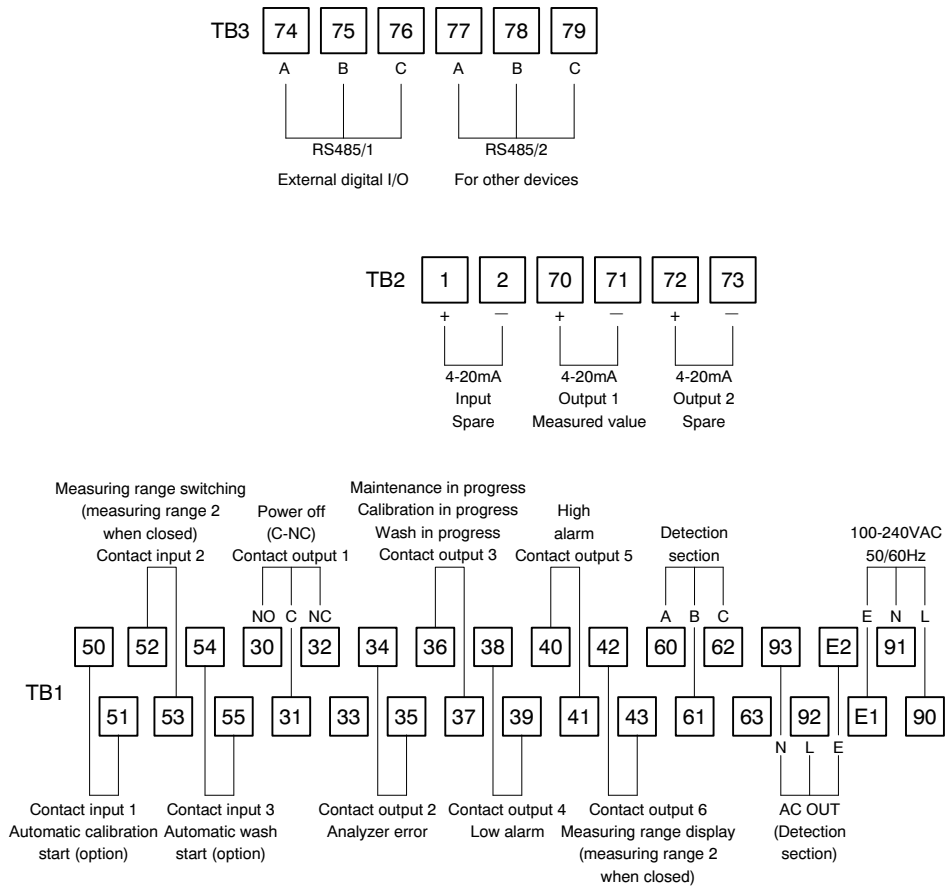 TB3 74 75 76 77 78 79
A B C A B C
RS485/1 RS485/2
External digital I/O For other devices
TB2 1 2 70 71 72 73
+ — + — + —
4-20mA 4-20mA 4-20mA
Input Output 1 Output 2
Spare Measured value Spare
Measuring range switching
(measuring range 2
when closed)
Contact input 2
Power off
(C-NC)
Contact output 1
Maintenance in progress
Calibration in progress
Wash in progress
Contact output 3
High
alarm
Contact output 5
Detection
section
100-240VAC
50/60Hz
NO C NC A B C E N L
50 52 54 30 32 34 36 38 40 42 60 62 93 E2 91
TB1
51 53 55 31 33 35 37 39 41 43 61 63 92 E1 90
N L E
Contact input 1
Automatic calibration
start (option)
Contact input 3
Automatic wash
start (option)
Contact output 2
Analyzer error
Contact output 4
Low alarm
Contact output 6
Measuring range display
(measuring range 2
when closed)
AC OUT
(Detection
section)